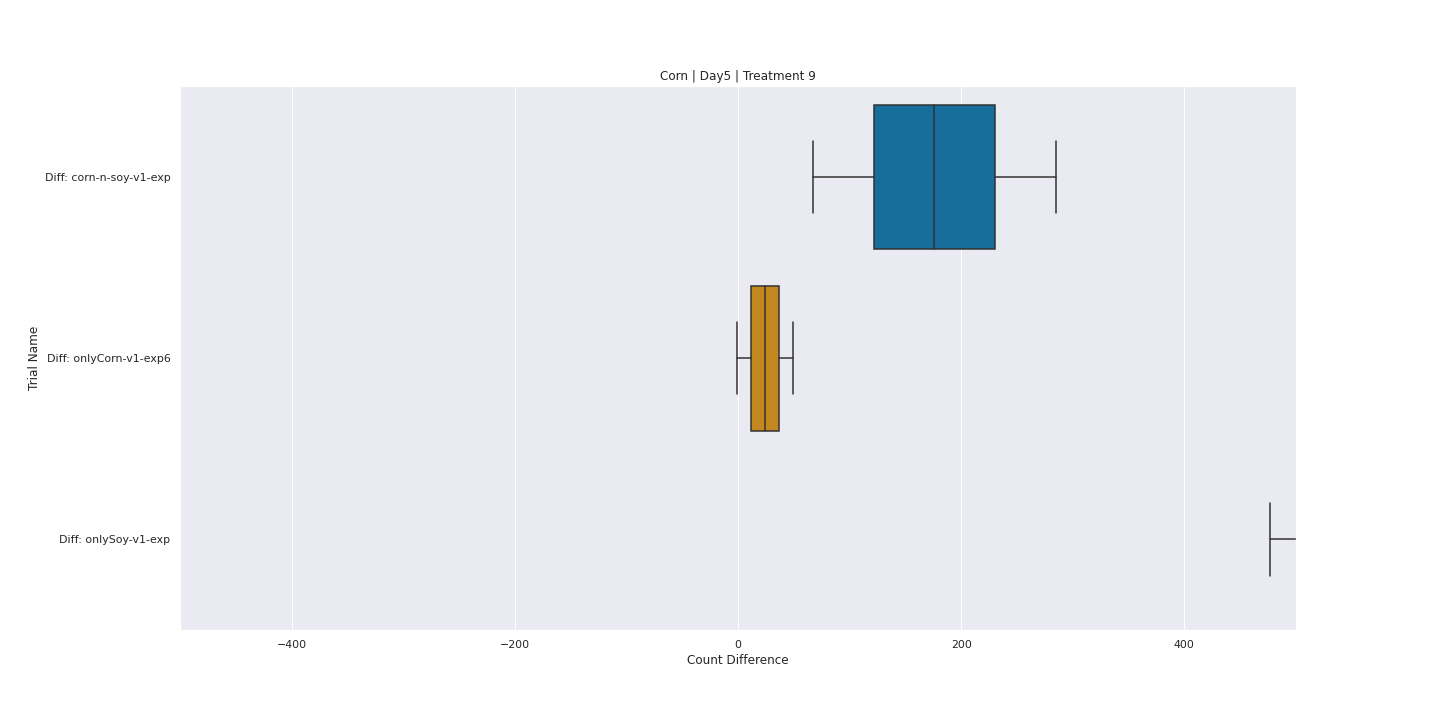 Corn | Day5 | Treatment 9
Diff: corn-n-soy-v1-exp
Diff: onlyCorn-v1-exp6
Diff: onlySoy-v1-exp
Trial Name
−400
−200
0
200
400
Count Difference